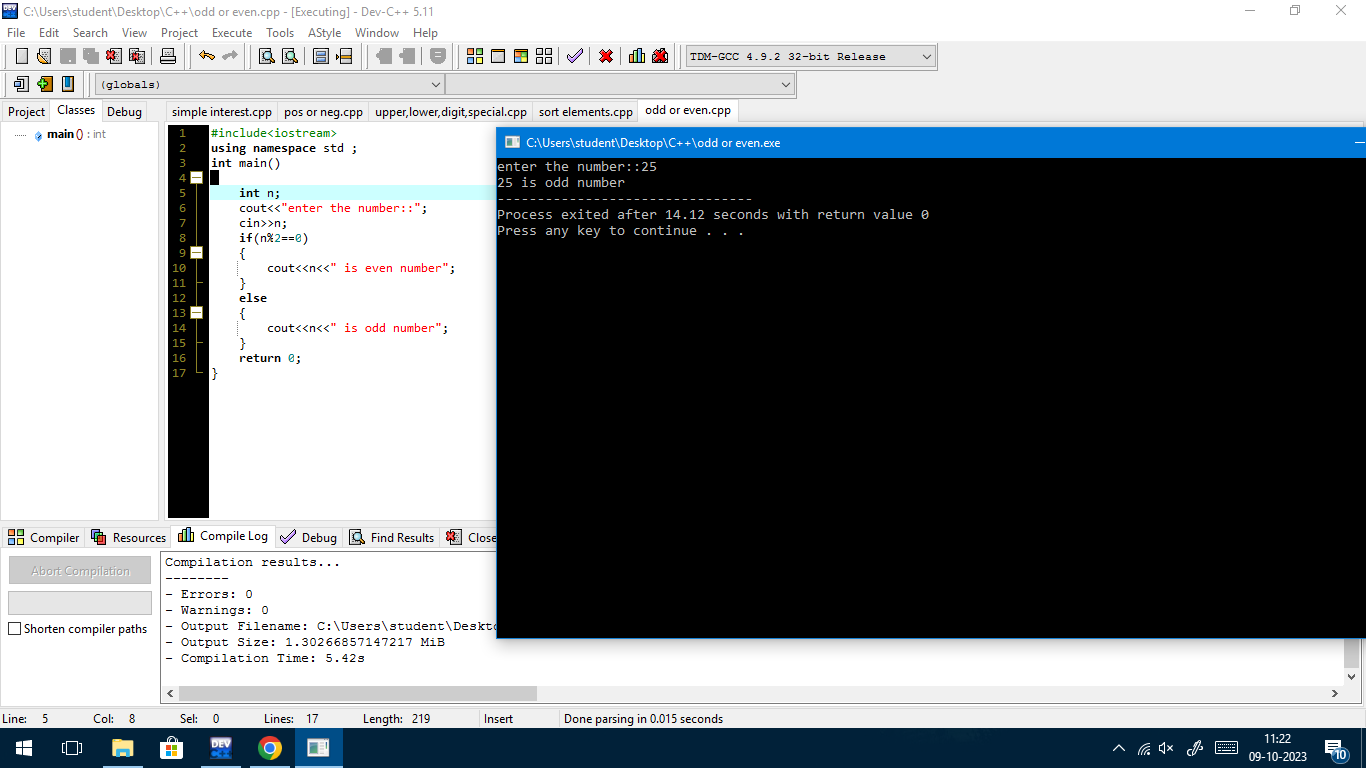 C:\Users\student\Desktop\C++\odd or even.cpp - [Executing] - Dev-C++ 5.11
File Edit Search View Project Execute Tools AStyle Window Help
TDM-GCC 4.9.2 32-bit Release
(globals)
Project Classes Debug
simple interest.cpp pos or neg.cpp upper,lower,digit,special.cpp sort elements.cpp odd or even.cpp
main () : int
1 #include<iostream>
2 using namespace std ;
3 int main()
4
5 int n;
6 cout<<"enter the number::";
7 cin>>n;
8 if(n%2==0)
9 {
10 cout<<n<<" is even number";
11 }
12 else
13 {
14 cout<<n<<" is odd number";
15 }
16 return 0;
17 }
C:\Users\student\Desktop\C++\odd or even.exe
enter the number::25
25 is odd number
--------------------------------
Process exited after 14.12 seconds with return value 0
Press any key to continue . . .
Compiler Resources Compile Log Debug Find Results Close
Abort Compilation
Shorten compiler paths
Compilation results...
--------
- Errors: 0
- Warnings: 0
- Output Filename: C:\Users\student\Deskto
- Output Size: 1.30266857147217 MiB
- Compilation Time: 5.42s
Line: 5 Col: 8 Sel: 0 Lines: 17 Length: 219 Insert Done parsing in 0.015 seconds
DEV C++
11:22
09-10-2023
10